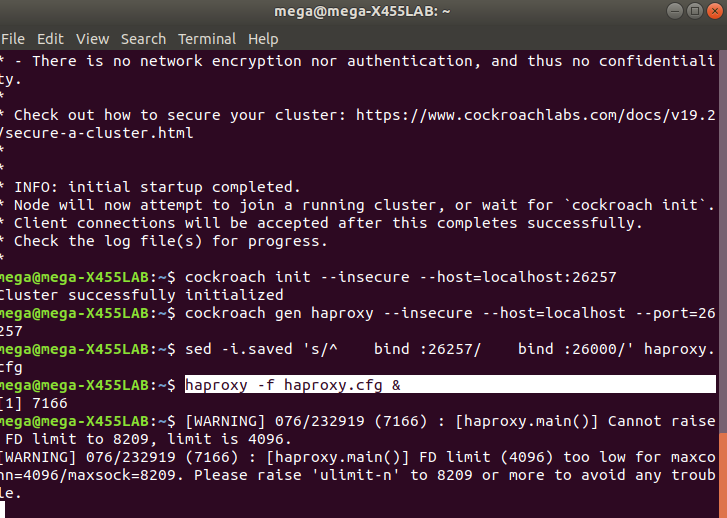 mega@mega-X455LAB: ~
File Edit View Search Terminal Help
* - There is no network encryption nor authentication, and thus no confidentiali
ty.
*
* Check out how to secure your cluster: https://www.cockroachlabs.com/docs/v19.2
/secure-a-cluster.html
*
*
* INFO: initial startup completed.
* Node will now attempt to join a running cluster, or wait for `cockroach init`.
* Client connections will be accepted after this completes successfully.
* Check the log file(s) for progress.
*
mega@mega-X455LAB:~$ cockroach init --insecure --host=localhost:26257
Cluster successfully initialized
mega@mega-X455LAB:~$ cockroach gen haproxy --insecure --host=localhost --port=26
257
mega@mega-X455LAB:~$ sed -i.saved 's/^    bind :26257/    bind :26000/' haproxy.
cfg
mega@mega-X455LAB:~$ haproxy -f haproxy.cfg &
[1] 7166
mega@mega-X455LAB:~$ [WARNING] 076/232919 (7166) : [haproxy.main()] Cannot raise
 FD limit to 8209, limit is 4096.
[WARNING] 076/232919 (7166) : [haproxy.main()] FD limit (4096) too low for maxco
nn=4096/maxsock=8209. Please raise 'ulimit-n' to 8209 or more to avoid any troub
le.